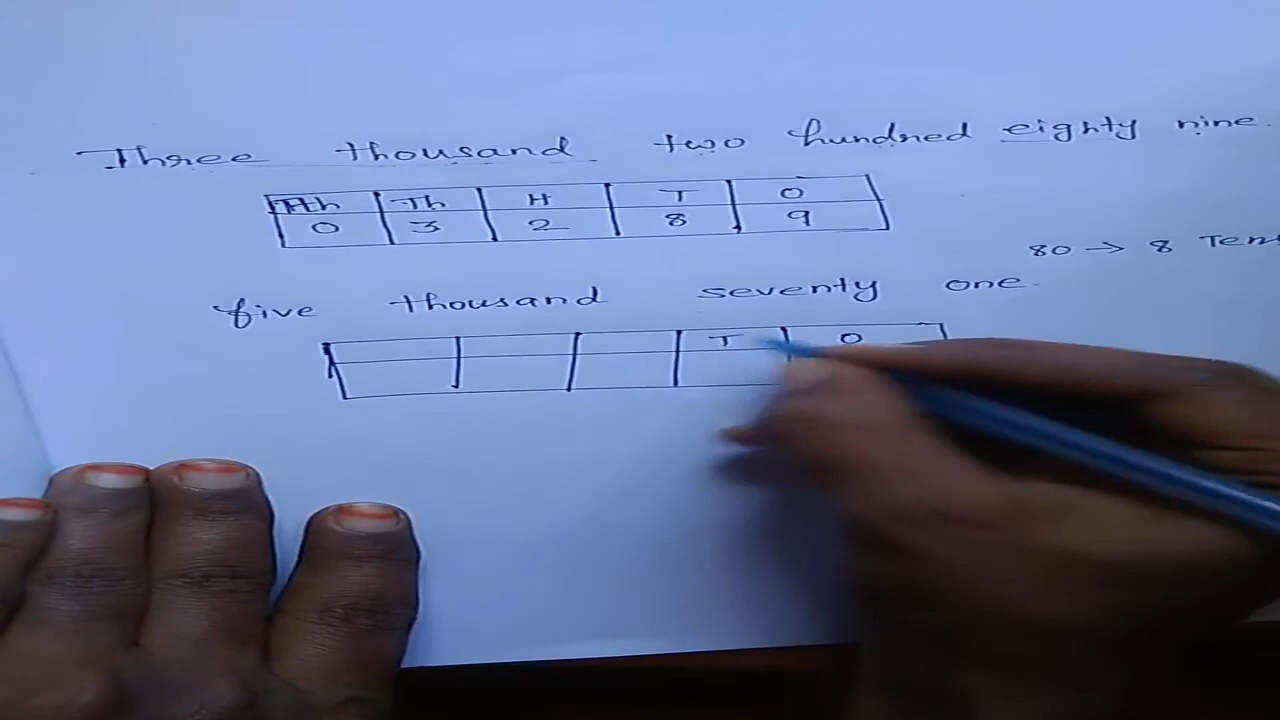 Three thousand two hundred eighty nine.
TTh Th H T O
0 3 2 8 9
80 → 8 Tens
five thousand seventy one.
T O